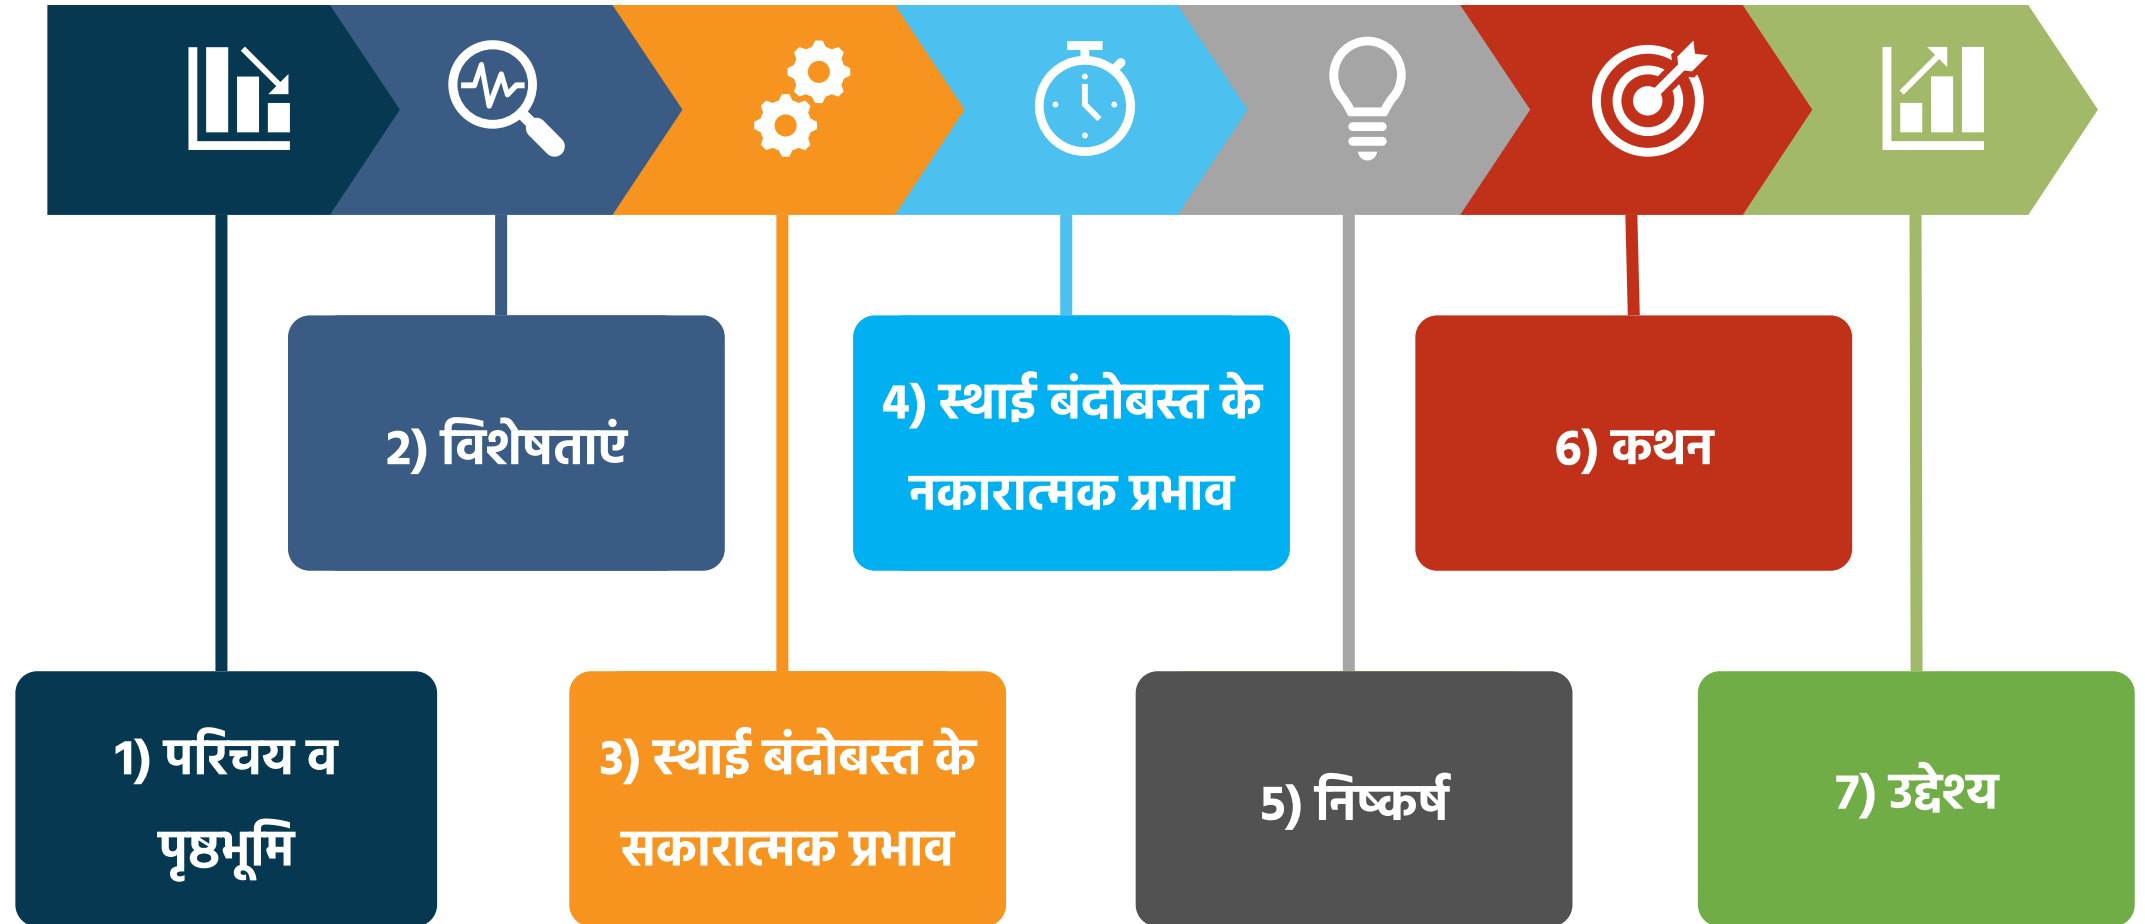 1) परिचय व
पृष्ठभूमि
2) विशेषताएं
3) स्थाई बंदोबस्त के
सकारात्मक प्रभाव
4) स्थाई बंदोबस्त के
नकारात्मक प्रभाव
5) निष्कर्ष
6) कथन
7) उद्देश्य